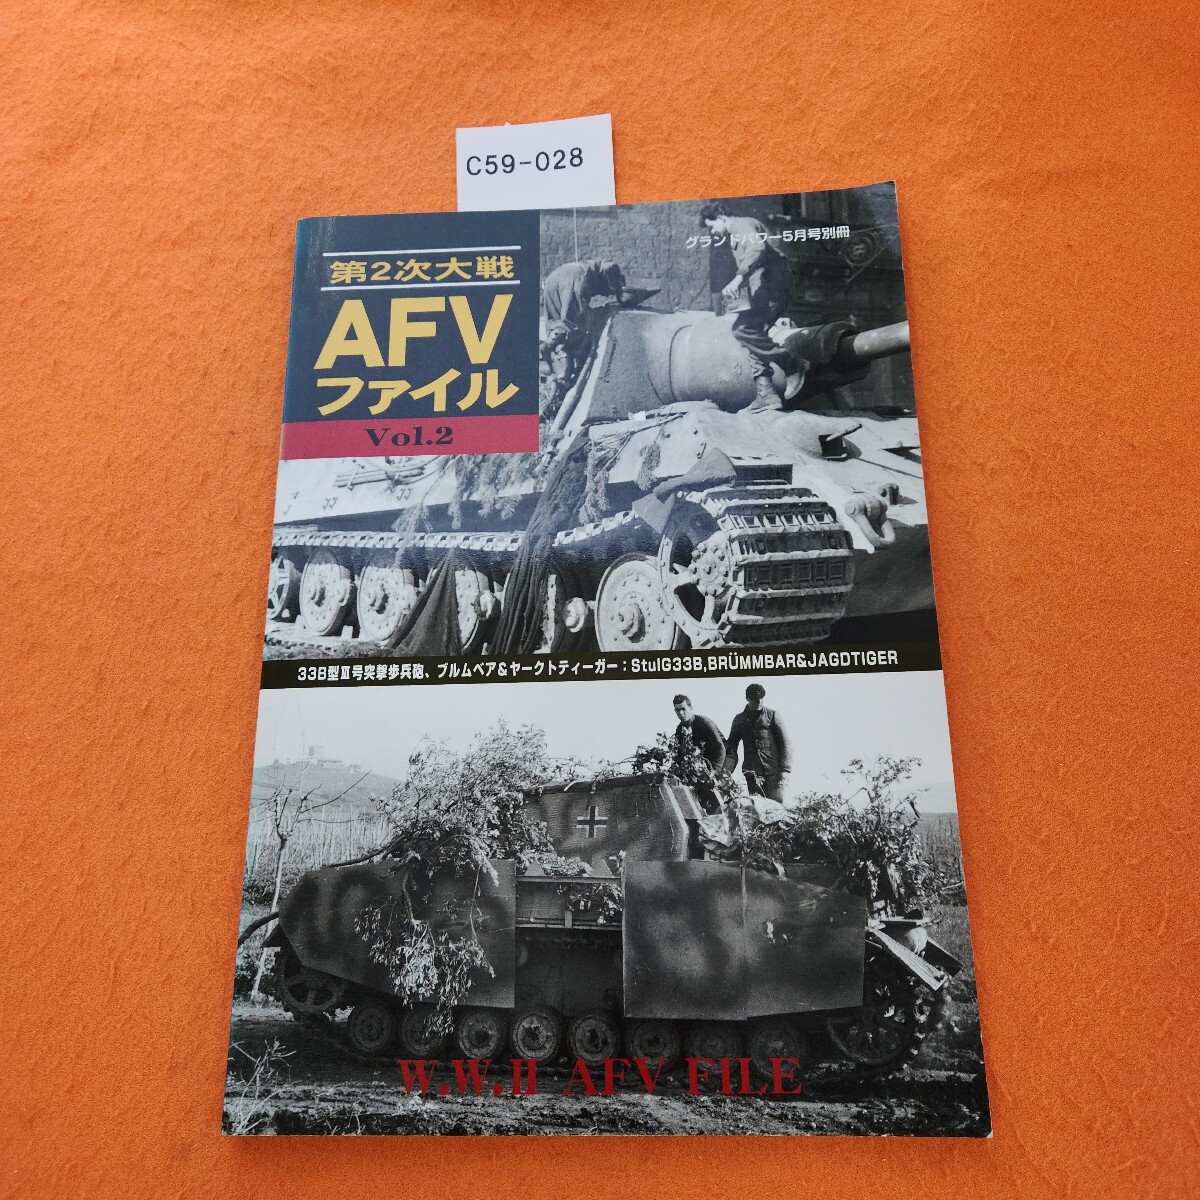 C59-028
グランドパワー5月号別冊
第2次大戦
AFV
ファイル
Vol.2
33B型Ⅲ号突撃歩兵砲、ブルムベア&ヤークトティーガー：StuIG33B,BRÜMMBAR&JAGDTIGER
W.W.II AFV FILE